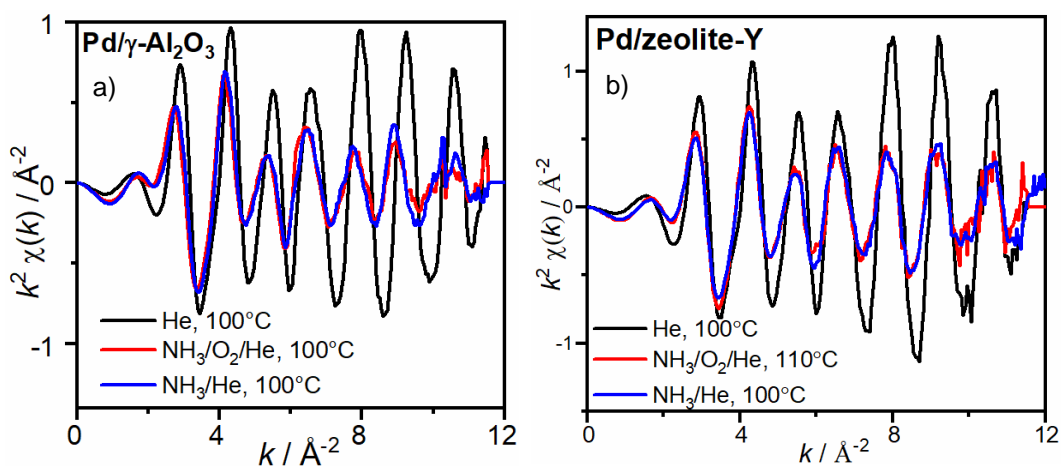 Pd/γ-Al₂O₃
a)
1
0
-1
k² χ(k) / Å⁻²
He, 100°C
NH₃/O₂/He, 100°C
NH₃/He, 100°C
0 4 8 12
k / Å⁻²
Pd/zeolite-Y
b)
1
0
-1
k² χ(k) / Å⁻²
He, 100°C
NH₃/O₂/He, 110°C
NH₃/He, 100°C
0 4 8 12
k / Å⁻²